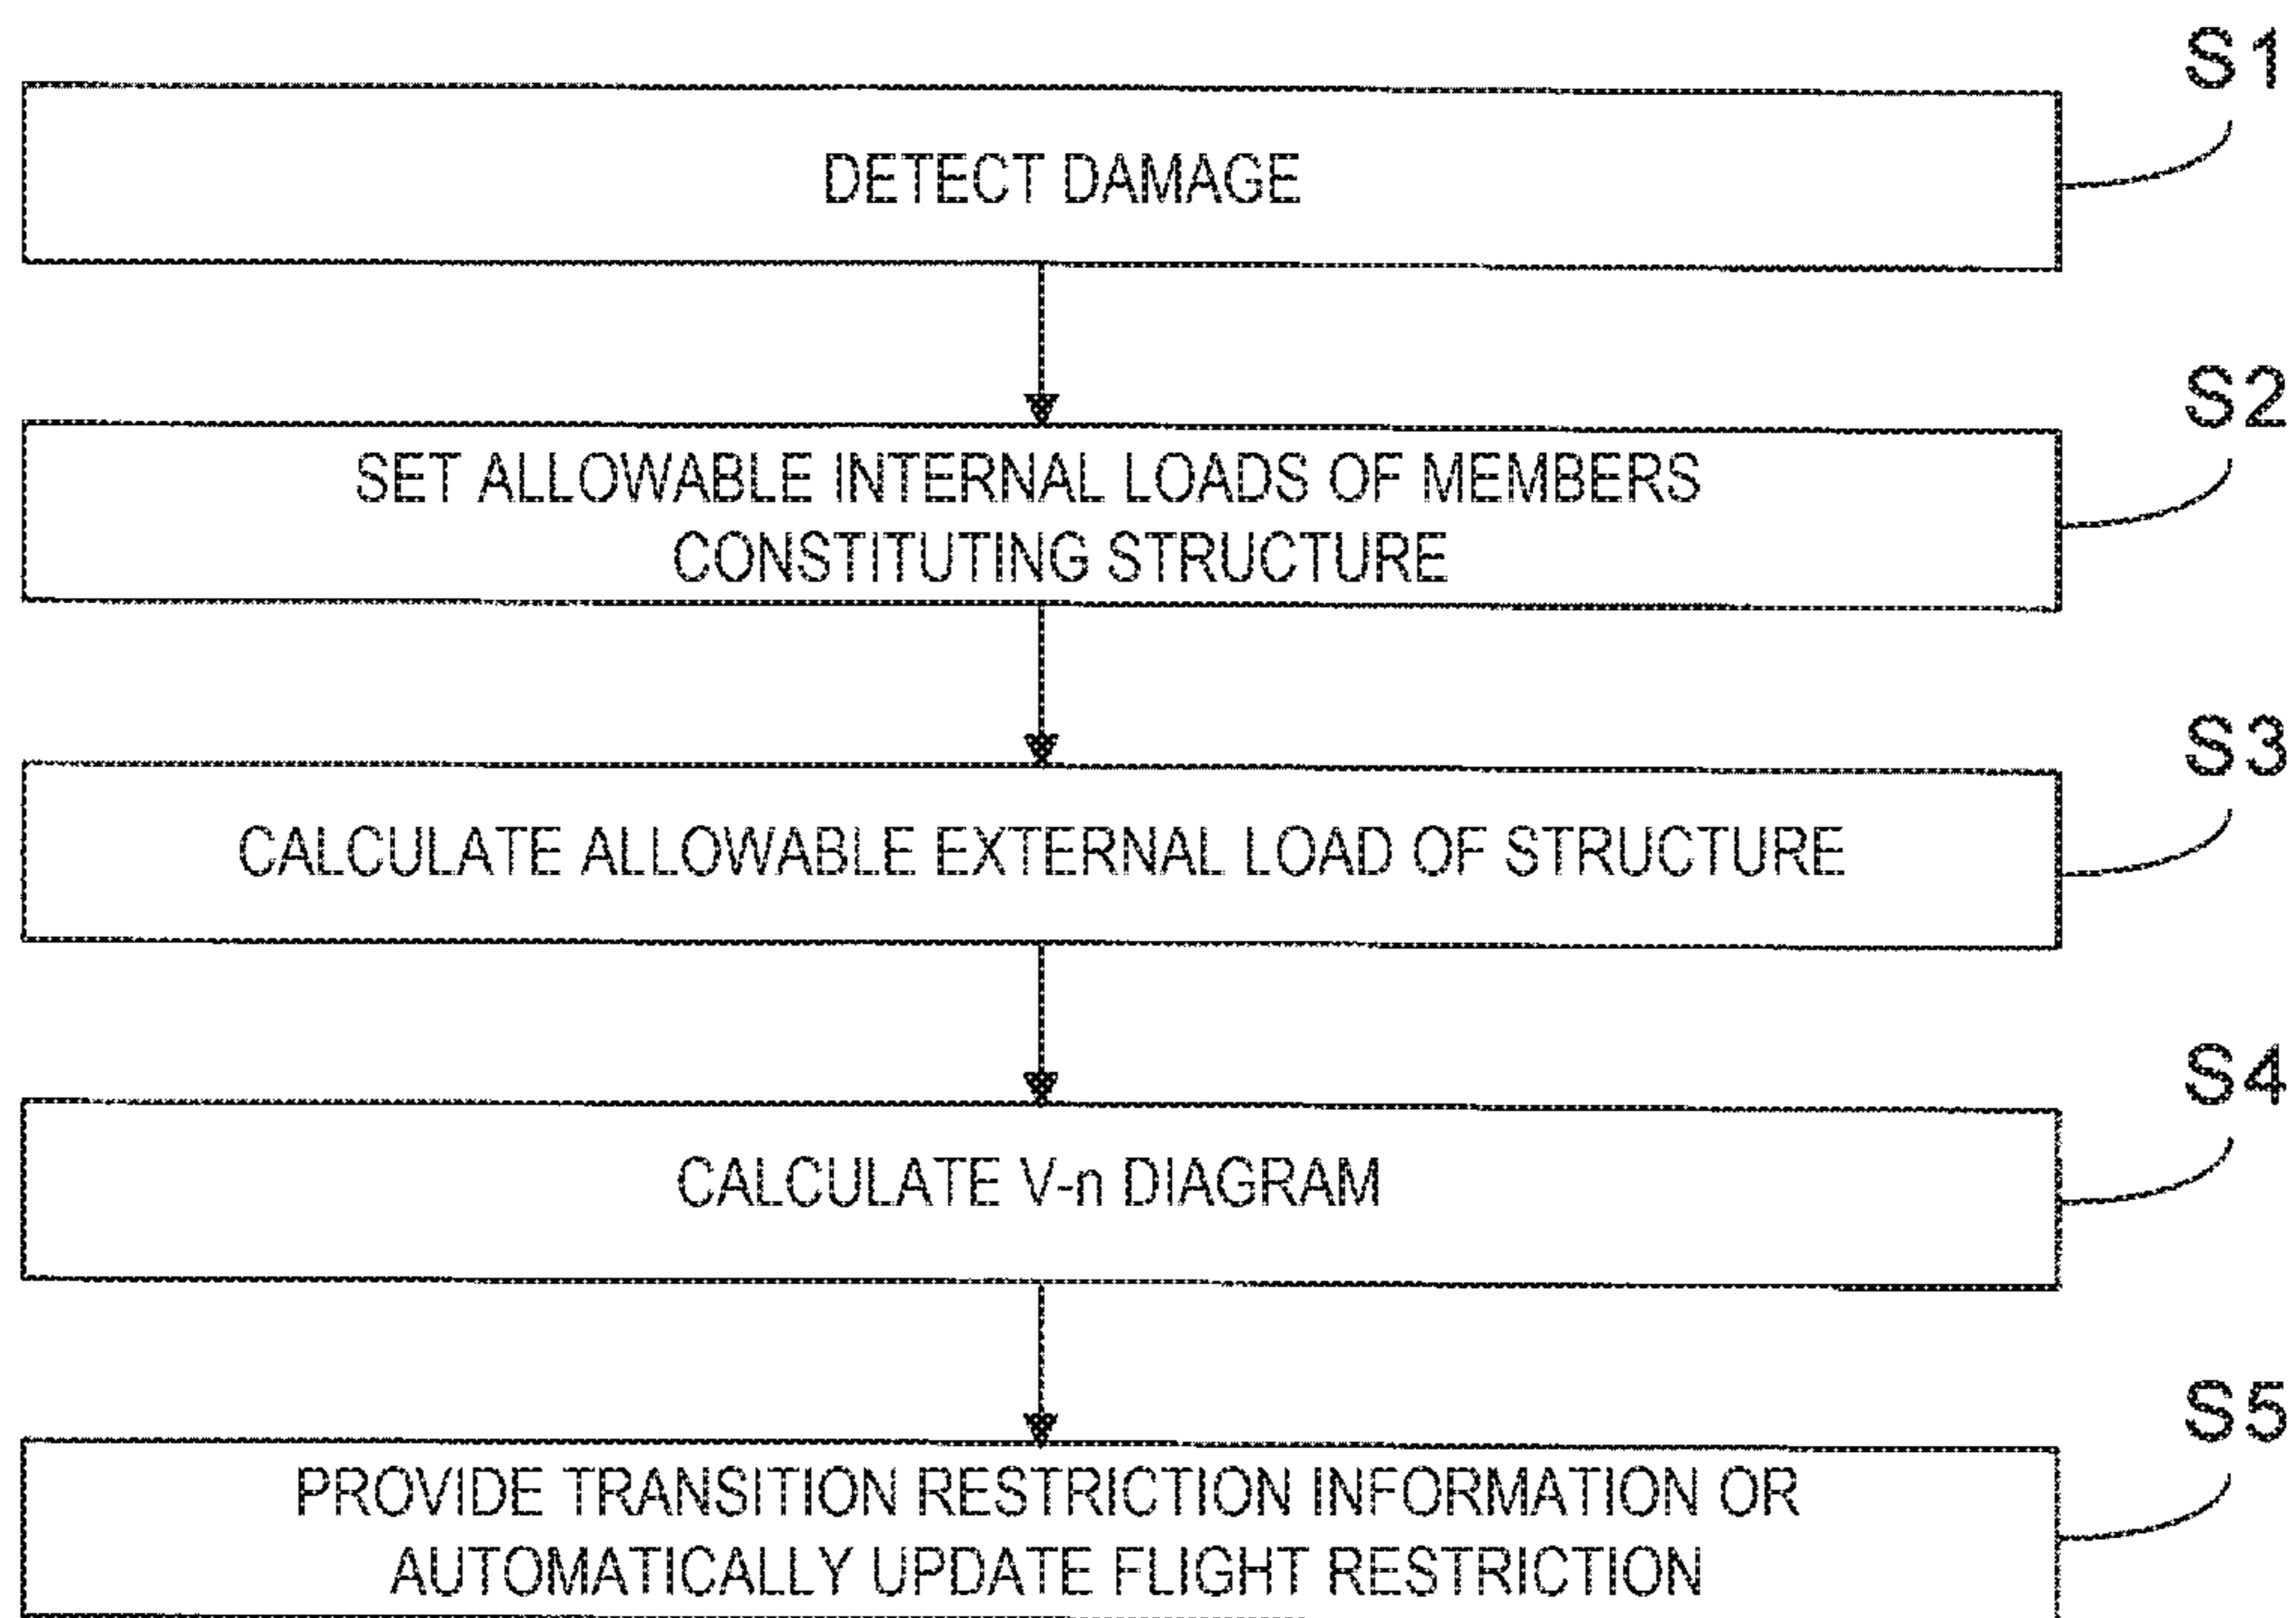 S1
DETECT DAMAGE
S2
SET ALLOWABLE INTERNAL LOADS OF MEMBERS
CONSTITUTING STRUCTURE
S3
CALCULATE ALLOWABLE EXTERNAL LOAD OF STRUCTURE
S4
CALCULATE V-n DIAGRAM
S5
PROVIDE TRANSITION RESTRICTION INFORMATION OR
AUTOMATICALLY UPDATE FLIGHT RESTRICTION